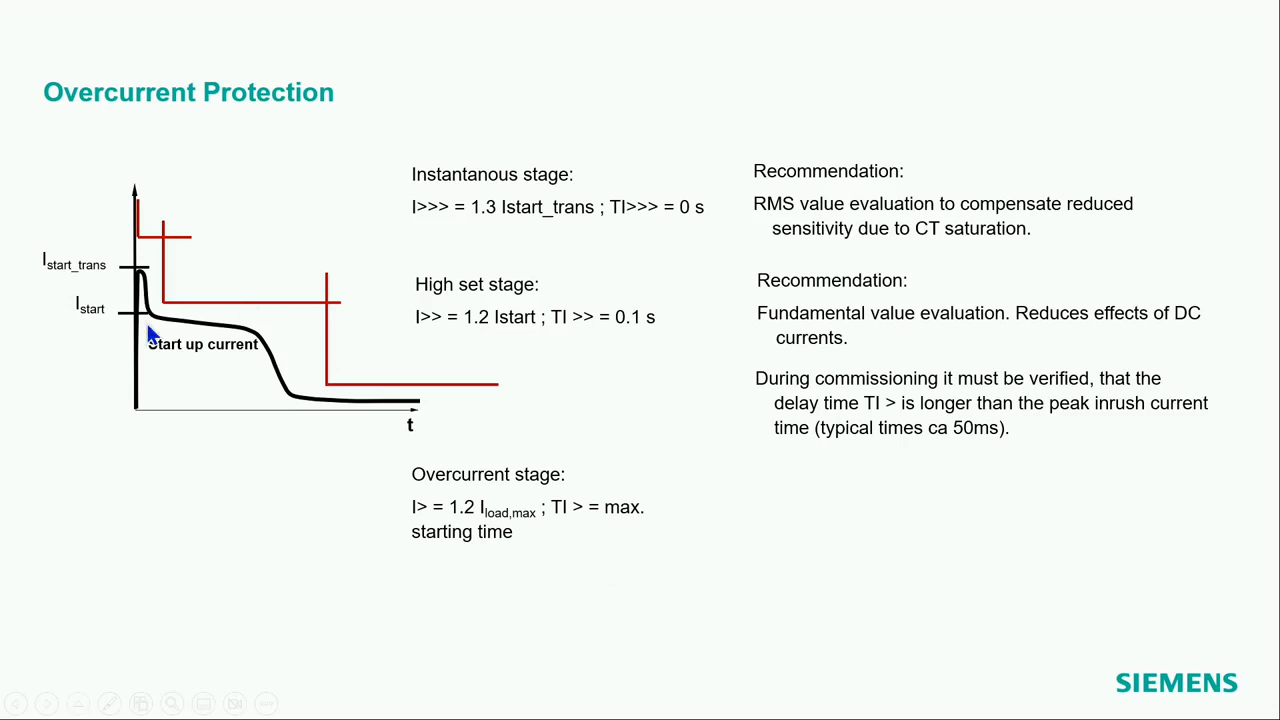 Overcurrent Protection
Instantanous stage:
I>>> = 1.3 Istart_trans ; TI>>> = 0 s
Recommendation:
RMS value evaluation to compensate reduced
sensitivity due to CT saturation.
Istart_trans
Istart
Start up current
t
High set stage:
I>> = 1.2 Istart ; TI >> = 0.1 s
Recommendation:
Fundamental value evaluation. Reduces effects of DC
currents.
During commissioning it must be verified, that the
delay time TI > is longer than the peak inrush current
time (typical times ca 50ms).
Overcurrent stage:
I> = 1.2 Iload,max ; TI > = max.
starting time
SIEMENS